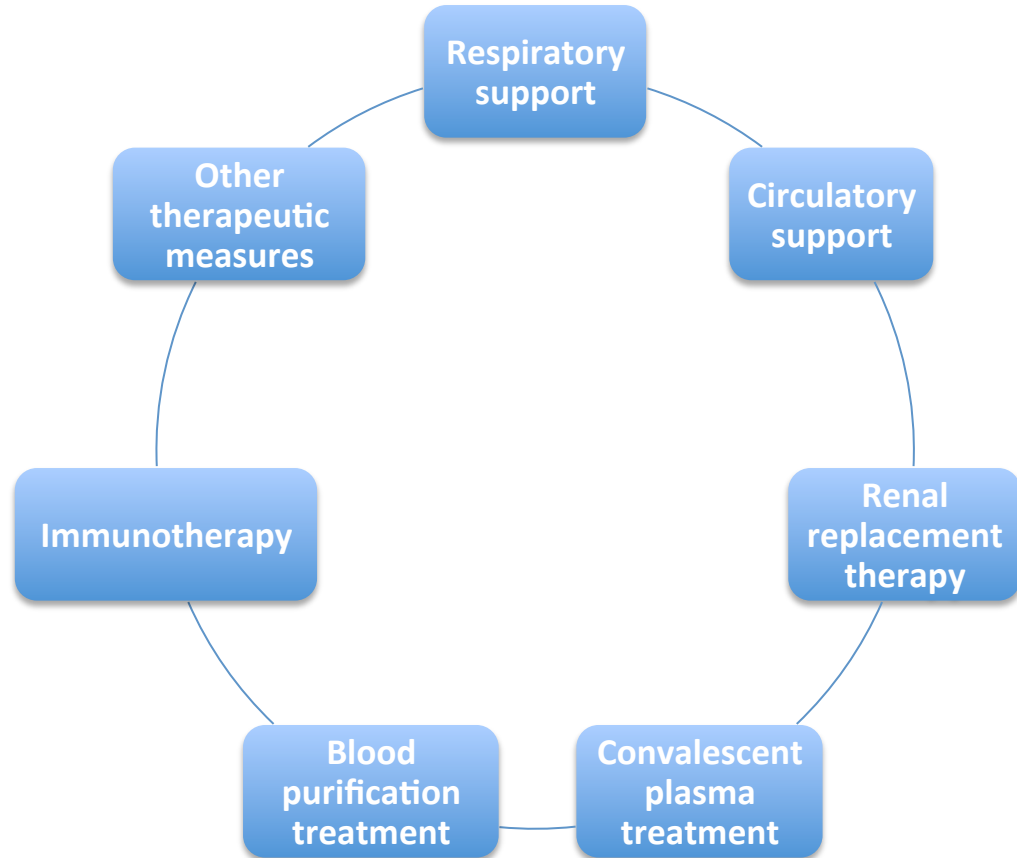 Respiratory
support
Circulatory
support
Renal
replacement
therapy
Convalescent
plasma
treatment
Blood
purification
treatment
Immunotherapy
Other
therapeutic
measures